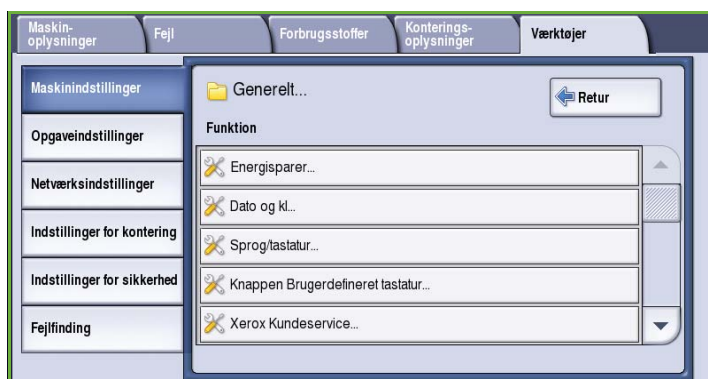 Maskin-
oplysninger
Fejl
Forbrugsstoffer
Konterings-
oplysninger
Værktøjer
Maskinindstillinger
Opgaveindstillinger
Netværksindstillinger
Indstillinger for kontering
Indstillinger for sikkerhed
Fejlfinding
Generelt...
Retur
Funktion
Energisparer...
Dato og kl...
Sprog/tastatur...
Knappen Brugerdefineret tastatur...
Xerox Kundeservice...